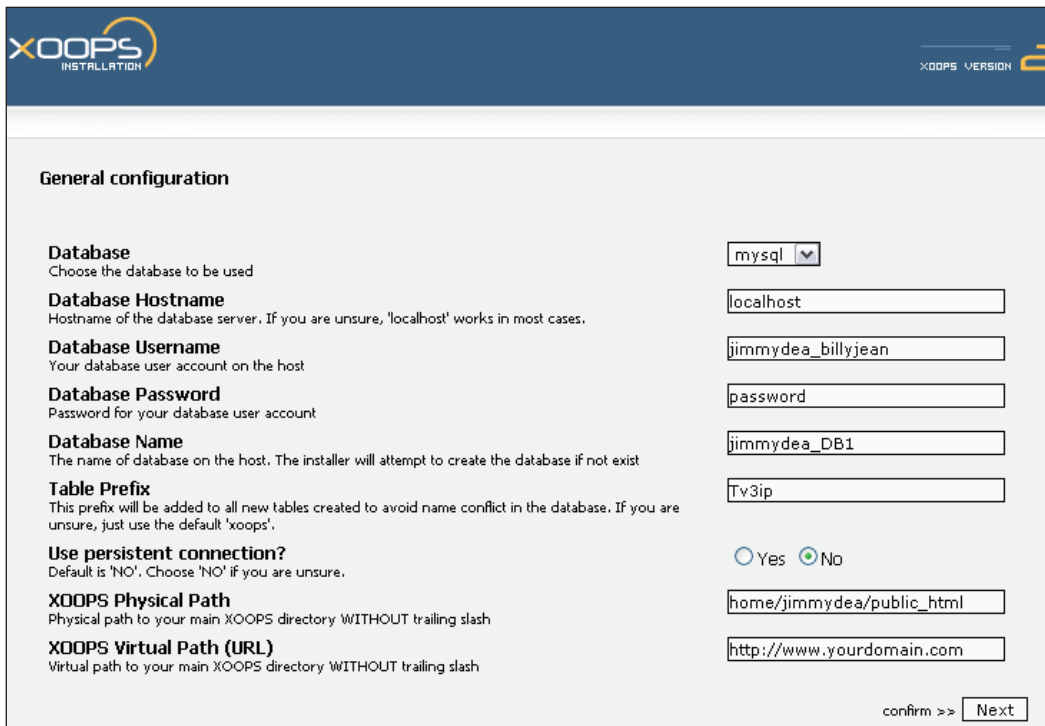 XOOPS
INSTALLATION
XOOPS VERSION
General configuration
Database
Choose the database to be used
mysql
Database Hostname
Hostname of the database server. If you are unsure, 'localhost' works in most cases.
localhost
Database Username
Your database user account on the host
jimmydea_billyjean
Database Password
Password for your database user account
password
Database Name
The name of database on the host. The installer will attempt to create the database if not exist
jimmydea_DB1
Table Prefix
This prefix will be added to all new tables created to avoid name conflict in the database. If you are
unsure, just use the default 'xoops'.
Tv3ip
Use persistent connection?
Default is 'NO'. Choose 'NO' if you are unsure.
Yes No
XOOPS Physical Path
Physical path to your main XOOPS directory WITHOUT trailing slash
home/jimmydea/public_html
XOOPS Virtual Path (URL)
Virtual path to your main XOOPS directory WITHOUT trailing slash
http://www.yourdomain.com
confirm >> Next